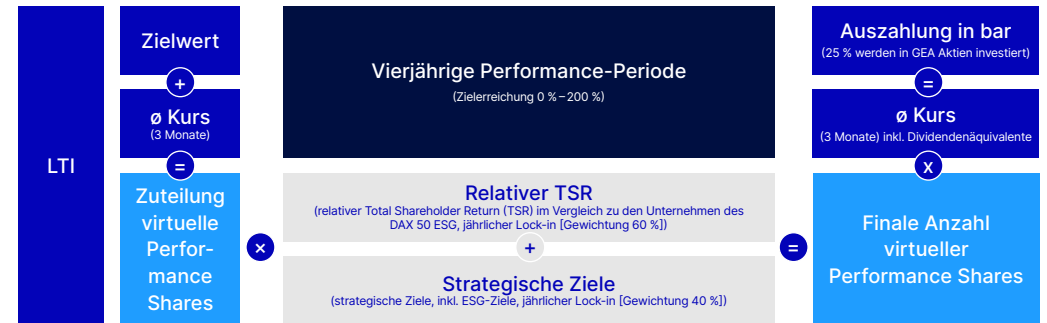 LTI
Zielwert
+
ø Kurs
(3 Monate)
=
Zuteilung
virtuelle
Perfor-
mance
Shares
×
Vierjährige Performance-Periode
(Zielerreichung 0 % – 200 %)
Relativer TSR
(relativer Total Shareholder Return (TSR) im Vergleich zu den Unternehmen des
DAX 50 ESG, jährlicher Lock-in [Gewichtung 60 %])
+
Strategische Ziele
(strategische Ziele, inkl. ESG-Ziele, jährlicher Lock-in [Gewichtung 40 %])
=
Auszahlung in bar
(25 % werden in GEA Aktien investiert)
=
ø Kurs
(3 Monate) inkl. Dividendenäquivalente
X
Finale Anzahl
virtueller
Performance Shares